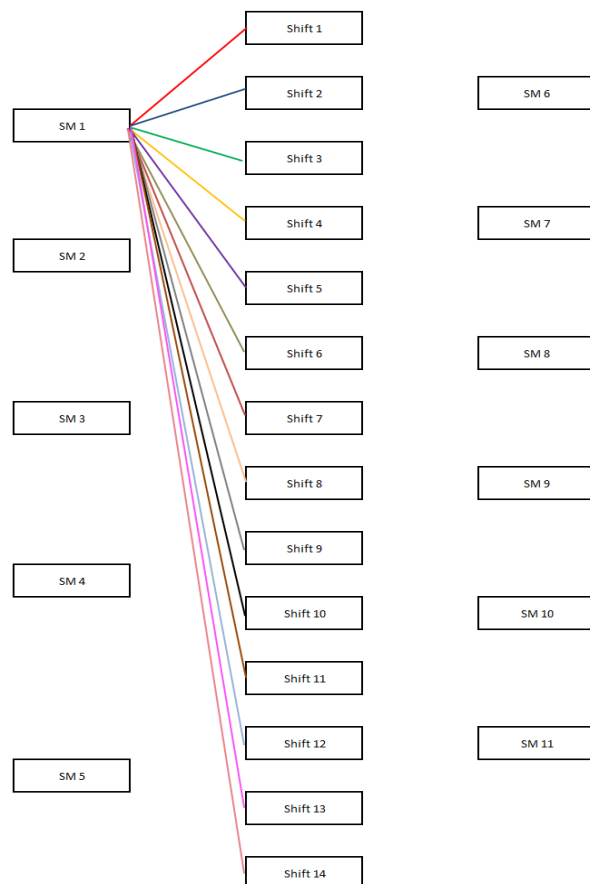 SM 1
SM 2
SM 3
SM 4
SM 5
Shift 1
Shift 2
Shift 3
Shift 4
Shift 5
Shift 6
Shift 7
Shift 8
Shift 9
Shift 10
Shift 11
Shift 12
Shift 13
Shift 14
SM 6
SM 7
SM 8
SM 9
SM 10
SM 11